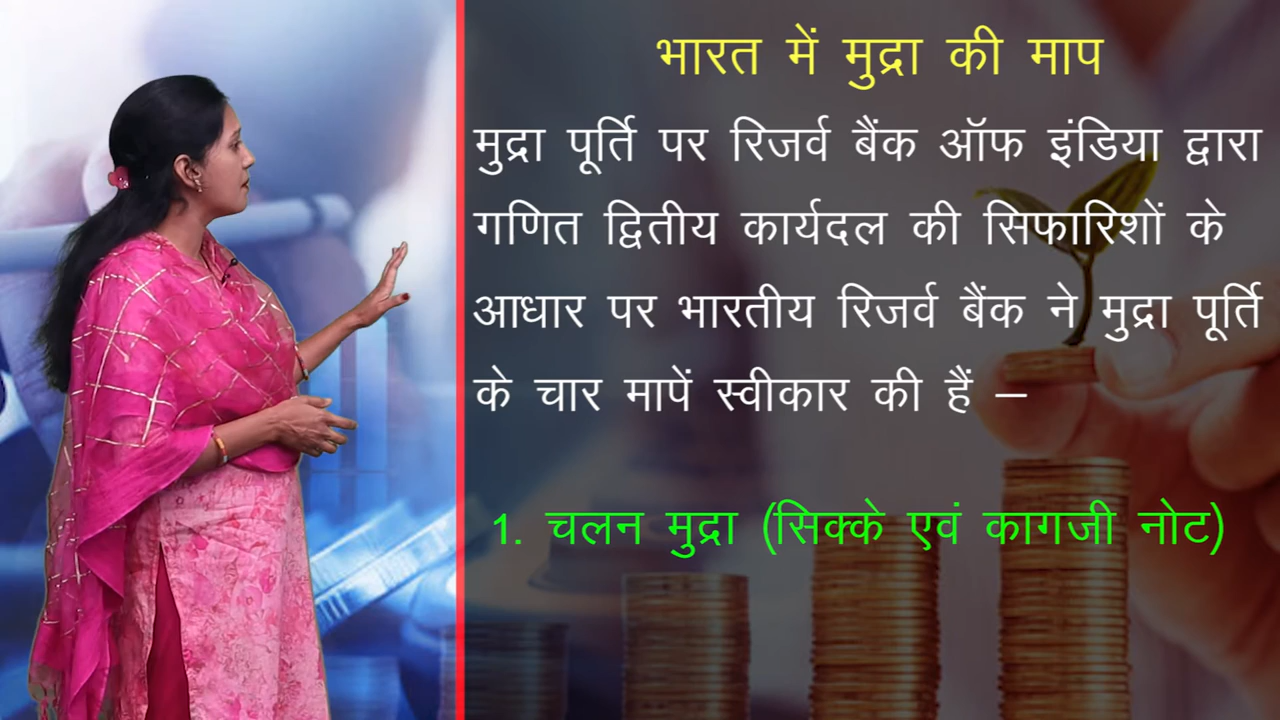 भारत में मुद्रा की माप
मुद्रा पूर्ति पर रिजर्व बैंक ऑफ इंडिया द्वारा
गणित द्वितीय कार्यदल की सिफारिशों के
आधार पर भारतीय रिजर्व बैंक ने मुद्रा पूर्ति
के चार मापें स्वीकार की हैं –
1. चलन मुद्रा (सिक्के एवं कागजी नोट)